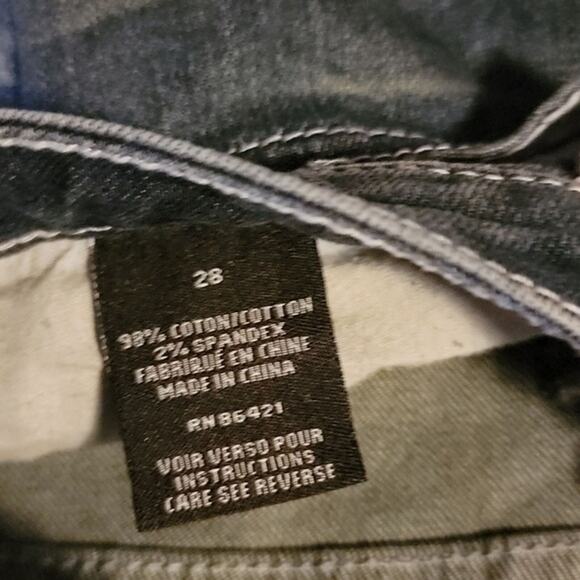 28
98% COTON/COTTON
2% SPANDEX
FABRIQUÉ EN CHINE
MADE IN CHINA
RN 86421
VOIR VERSO POUR
INSTRUCTIONS
CARE SEE REVERSE